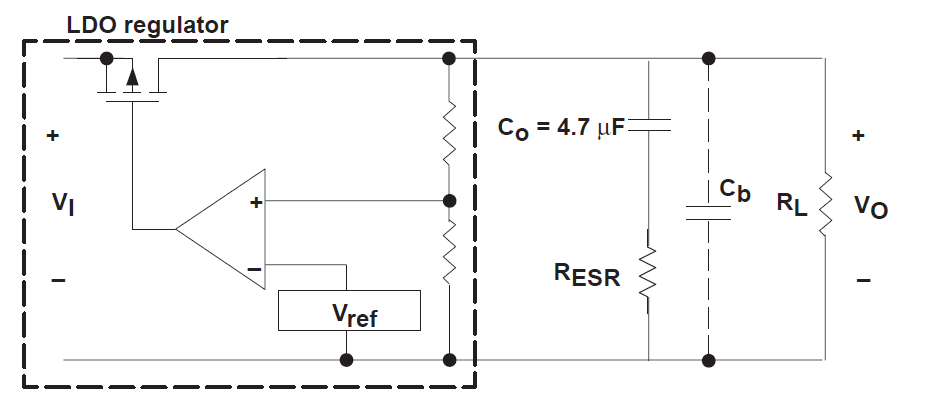 LDO regulator
+
VI
–
+
–
Vref
Co = 4.7 μF
RESR
Cb
RL
+
VO
–